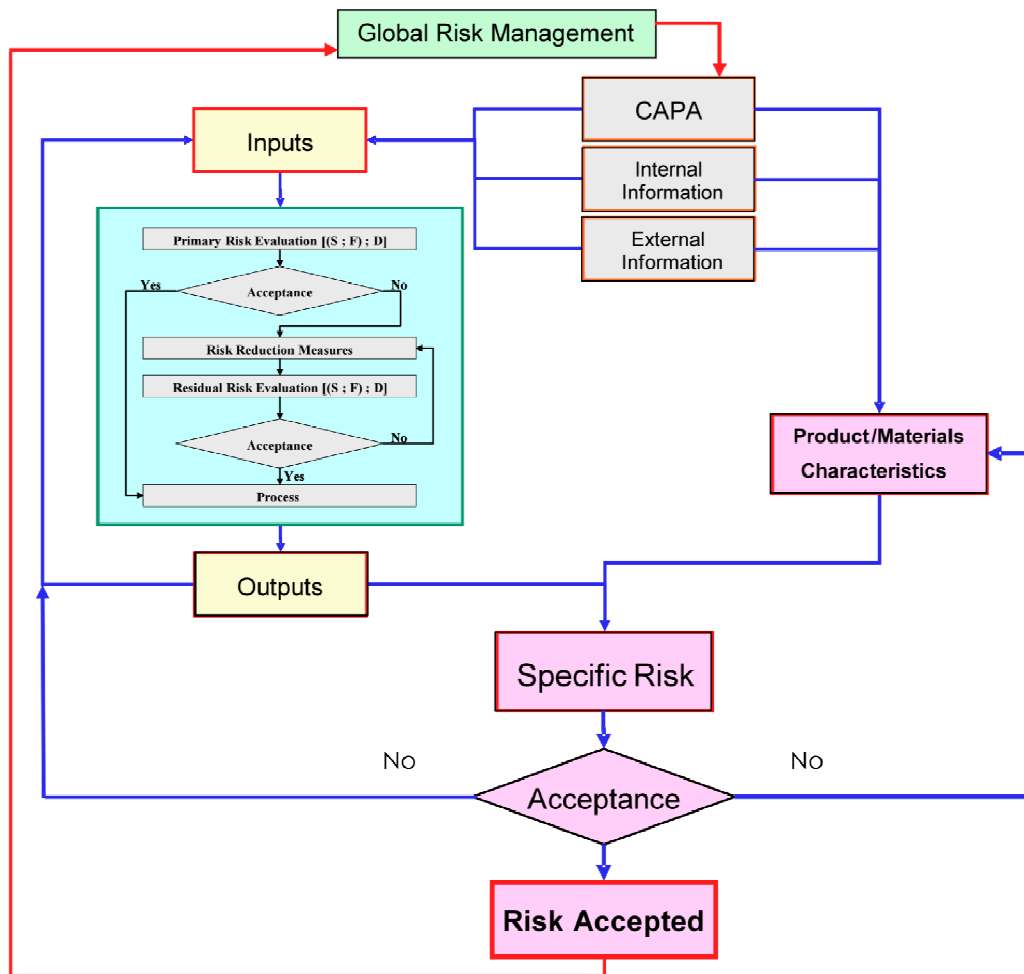 Global Risk Management
CAPA
Inputs
Internal
Information
External
Information
Primary Risk Evaluation [(S ; F) ; D]
Yes
No
Acceptance
Risk Reduction Measures
Residual Risk Evaluation [(S ; F) ; D]
Acceptance
No
Yes
Process
Product/Materials
Characteristics
Outputs
Specific Risk
No
No
Acceptance
Risk Accepted